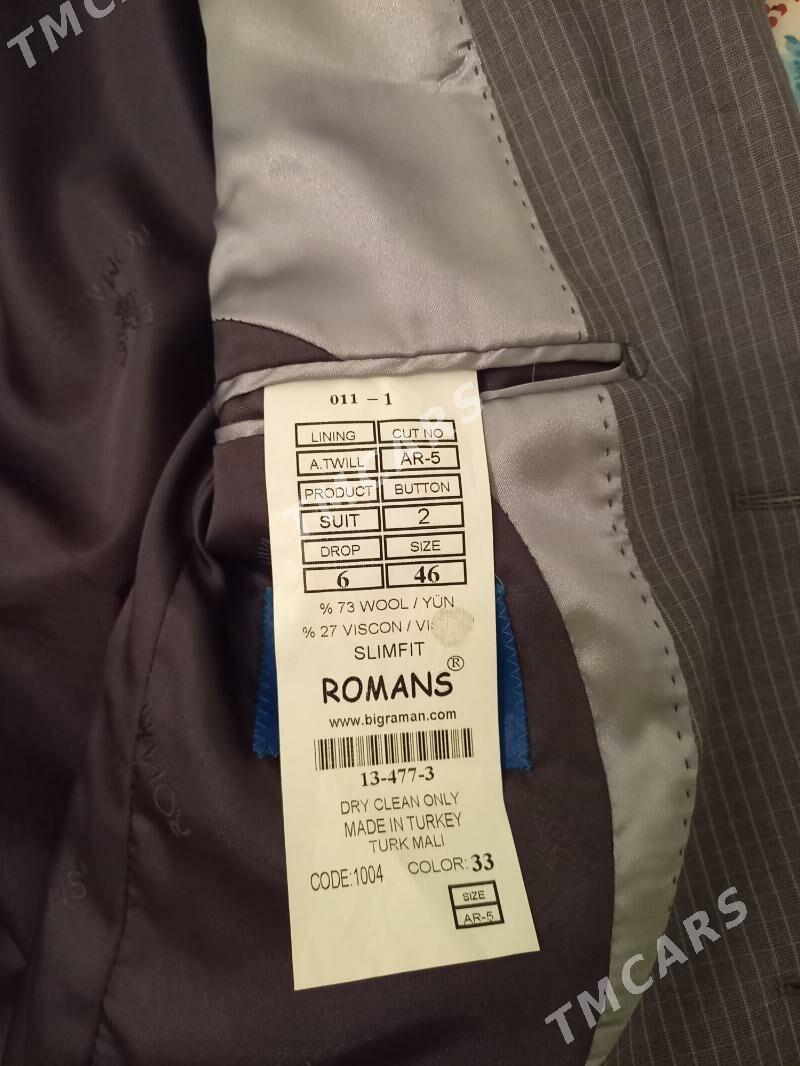 TMCARS
011 - 1
LINING CUT NO
A.TWILL AR-5
PRODUCT BUTTON
SUIT 2
DROP SIZE
6 46
% 73 WOOL / YÜN
% 27 VISCON /
SLIMFIT
ROMANS®
www.bigraman.com
13-477-3
DRY CLEAN ONLY
MADE IN TURKEY
TURK MALI
CODE:1004 COLOR: 33
SIZE
AR-5
TMCARS
TMCARS